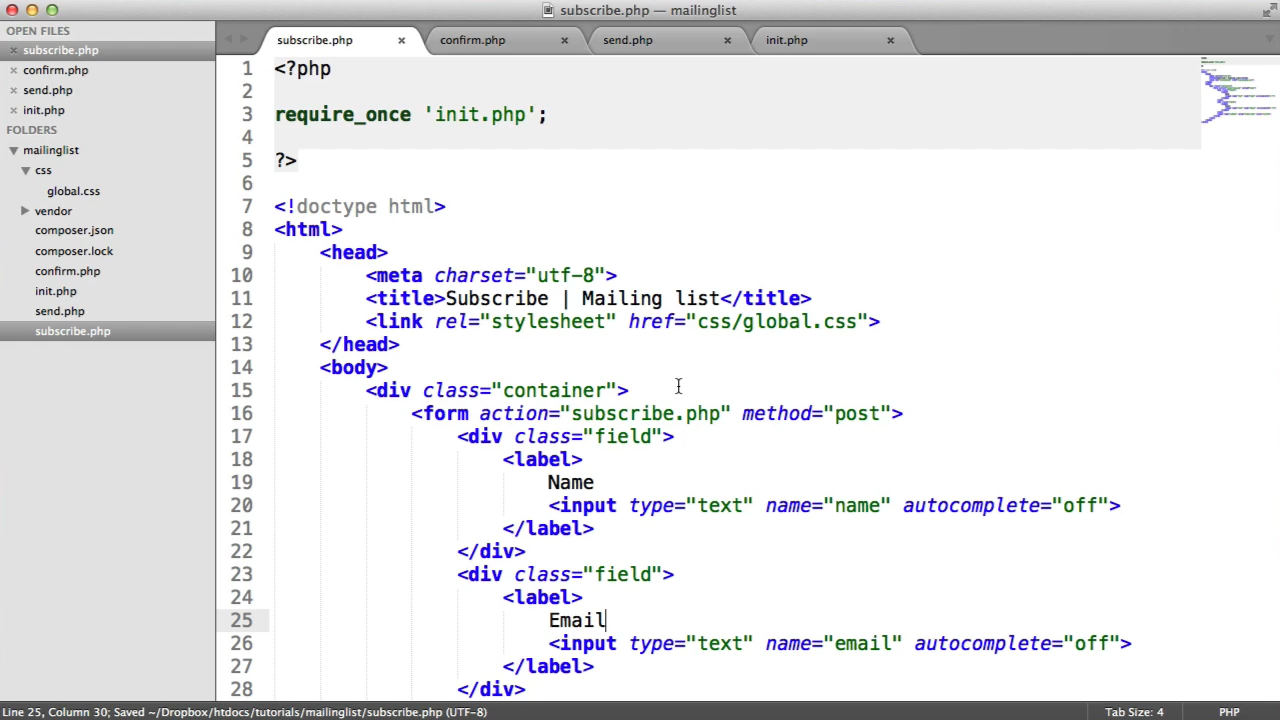 subscribe.php — mailinglist
OPEN FILES
subscribe.php
confirm.php
send.php
init.php
FOLDERS
mailinglist
css
global.css
vendor
composer.json
composer.lock
confirm.php
init.php
send.php
subscribe.php
subscribe.php
confirm.php
send.php
init.php
1 <?php
2
3 require_once 'init.php';
4
5 ?>
6
7 <!doctype html>
8 <html>
9 <head>
10 <meta charset="utf-8">
11 <title>Subscribe | Mailing list</title>
12 <link rel="stylesheet" href="css/global.css">
13 </head>
14 <body>
15 <div class="container">
16 <form action="subscribe.php" method="post">
17 <div class="field">
18 <label>
19 Name
20 <input type="text" name="name" autocomplete="off">
21 </label>
22 </div>
23 <div class="field">
24 <label>
25 Email
26 <input type="text" name="email" autocomplete="off">
27 </label>
28 </div>
Line 25, Column 30; Saved ~/Dropbox/htdocs/tutorials/mailinglist/subscribe.php (UTF-8)
Tab Size: 4
PHP